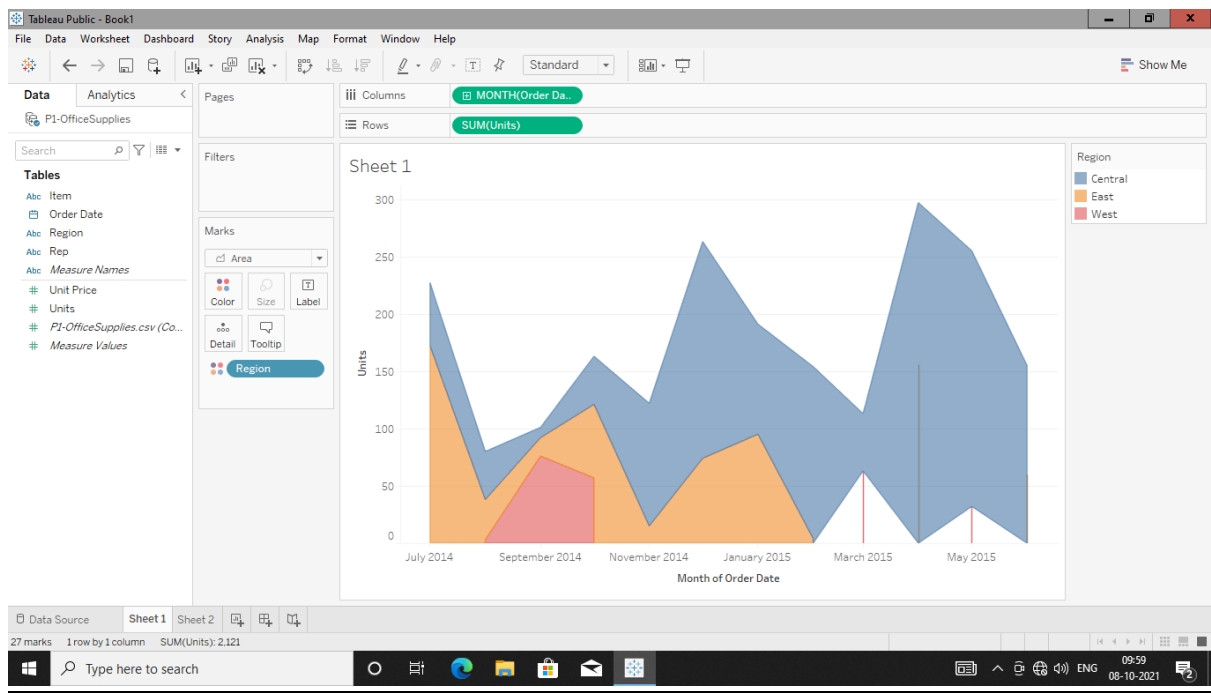 Tableau Public - Book1
File Data Worksheet Dashboard Story Analysis Map Format Window Help
Standard
Show Me
Data Analytics
P1-OfficeSupplies
Search
Tables
Abc Item
Order Date
Abc Region
Abc Rep
Abc Measure Names
# Unit Price
# Units
# P1-OfficeSupplies.csv (Co...
# Measure Values
Pages
Filters
Marks
Area
Color Size Label
Detail Tooltip
Region
Columns MONTH(Order Da..
Rows SUM(Units)
Sheet 1
300
250
200
150
100
50
0
Units
July 2014 September 2014 November 2014 January 2015 March 2015 May 2015
Month of Order Date
Region
Central
East
West
Data Source Sheet 1 Sheet 2
27 marks 1 row by 1 column SUM(Units): 2,121
Type here to search
ENG
09:59
08-10-2021
2